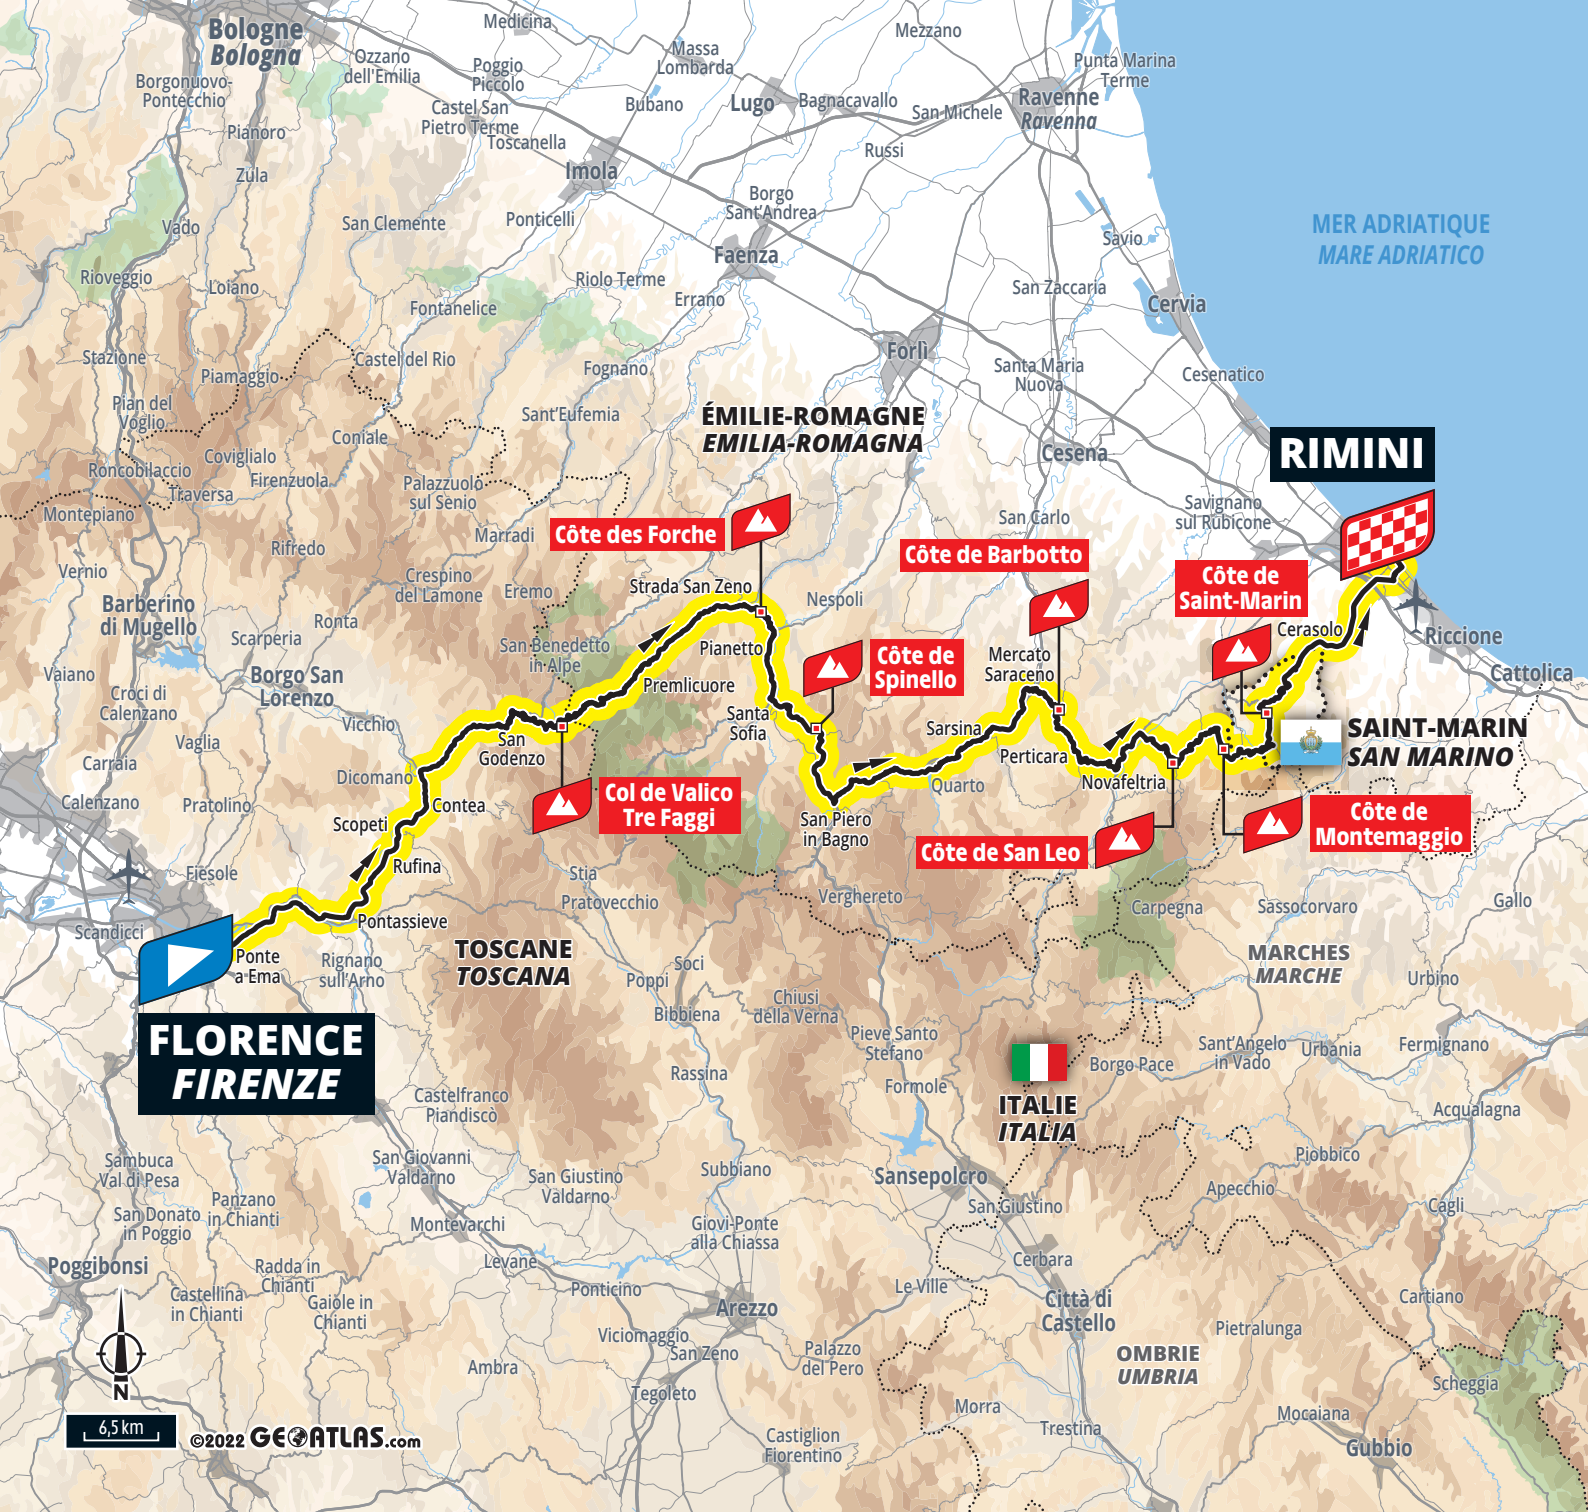 Bologne
Bologna
Medicina
Mezzano
Ozzano
dell'Emilia
Poggio
Piccolo
Massa
Lombarda
Punta Marina
Terme
Borgonuovo-
Pontecchio
Castel San
Pietro Terme
Bubano
Lugo
Bagnacavallo
San Michele
Ravenne
Ravenna
Pianoro
Toscanella
Russi
Zula
Imola
Borgo
Sant'Andrea
Vado
San Clemente
Ponticelli
Savio
MER ADRIATIQUE
MARE ADRIATICO
Faenza
Rioveggio
Loiano
Riolo Terme
San Zaccaria
Fontanelice
Errano
Cervia
Stazione
Castel del Rio
Forlì
Piamaggio
Fognano
Santa Maria
Nuova
Cesenatico
Pian del
Voglio
Sant'Eufemia
ÉMILIE-ROMAGNE
EMILIA-ROMAGNA
Coniale
Coviglialo
Cesena
RIMINI
Roncobilaccio
Firenzuola
Traversa
Palazzuolo
sul Senio
Montepiano
Savignano
sul Rubicone
San Carlo
Marradi
Côte des Forche
Rifredo
Côte de Barbotto
Vernio
Crespino
del Lamone
Eremo
Strada San Zeno
Nespoli
Côte de
Saint-Marin
Barberino
di Mugello
Ronta
Scarperia
Cerasolo
Riccione
San Benedetto
in Alpe
Pianetto
Côte de
Spinello
Mercato
Saraceno
Cattolica
Vaiano
Borgo San
Lorenzo
Premlicuore
Croci di
Calenzano
Vicchio
Santa
Sofia
Sarsina
SAINT-MARIN
SAN MARINO
Vaglia
San
Godenzo
Perticara
Carraia
Dicomano
Novafeltria
Quarto
Calenzano
Pratolino
Contea
Col de Valico
Tre Faggi
Scopeti
San Piero
in Bagno
Côte de
Montemaggio
Côte de San Leo
Fiesole
Rufina
Stia
Pratovecchio
Verghereto
Carpegna
Sassocorvaro
Gallo
Scandicci
Pontassieve
TOSCANE
TOSCANA
MARCHES
MARCHE
Ponte
a Ema
Rignano
sull'Arno
Soci
Poppi
Urbino
Chiusi
della Verna
Bibbiena
FLORENCE
FIRENZE
Pieve Santo
Stefano
Sant'Angelo
in Vado
Urbania
Fermignano
Borgo Pace
Rassina
Formole
ITALIE
ITALIA
Castelfranco
Piandiscò
Acqualagna
Sambuca
Val di Pesa
San Giovanni
Valdarno
San Giustino
Valdarno
Subbiano
Sansepolcro
Piobbico
Apecchio
Panzano
in Chianti
San Donato
in Poggio
San Giustino
Cagli
Montevarchi
Giovi-Ponte
alla Chiassa
Poggibonsi
Radda in
Chianti
Levane
Cerbara
Castellina
in Chianti
Gaiole in
Chianti
Ponticino
Le Ville
Arezzo
Città di
Castello
Cartiano
Viciomaggio
San Zeno
Palazzo
del Pero
Pietralunga
OMBRIE
UMBRIA
Ambra
Tegoleto
Scheggia
N
Morra
Mocaiana
6,5 km
©2022 GEOATLAS.com
Castiglion
Fiorentino
Trestina
Gubbio